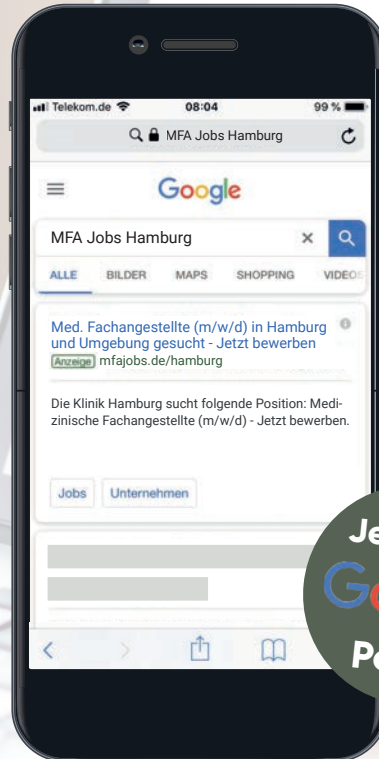 Telekom.de 08:04 99 %
MFA Jobs Hamburg
Google
MFA Jobs Hamburg
ALLE BILDER MAPS SHOPPING VIDEOS
Med. Fachangestellte (m/w/d) in Hamburg
und Umgebung gesucht - Jetzt bewerben
Anzeige mfajobs.de/hamburg
Die Klinik Hamburg sucht folgende Position: Medi-
zinische Fachangestellte (m/w/d) - Jetzt bewerben.
Jobs Unternehmen